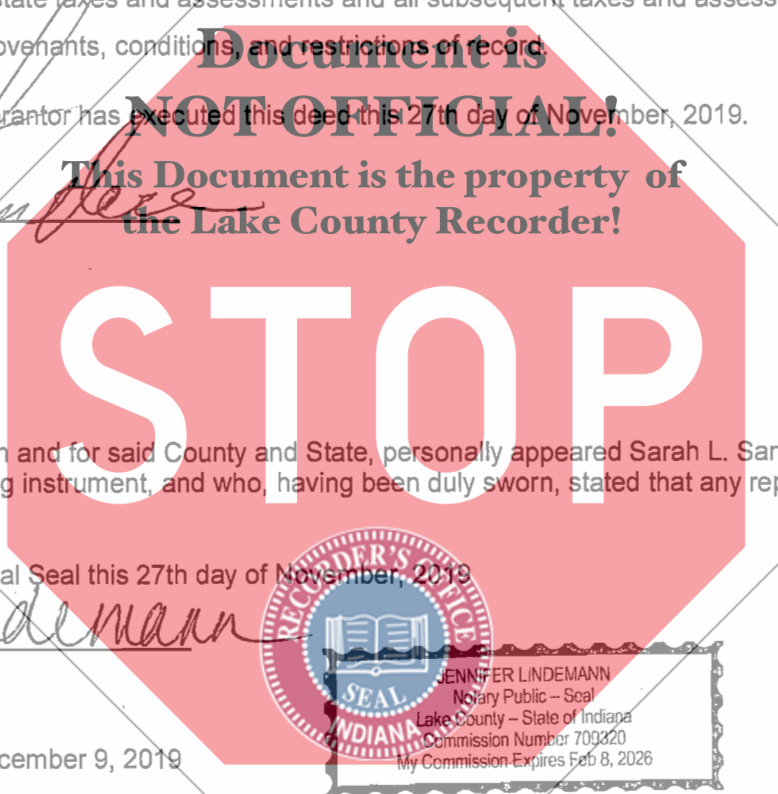 state taxes and assessments and all subsequent taxes and assess
ovenants, conditions, and restrictions of record.
Document is
rantor has executed this deed this 27th day of November, 2019.
NOT OFFICIAL!
This Document is the property of
the Lake County Recorder!
STOP
n and for said County and State, personally appeared Sarah L. San
g instrument, and who, having been duly sworn, stated that any rep
al Seal this 27th day of November, 2019
demann
RECORDER'S OFFICE
SEAL
INDIANA
JENNIFER LINDEMANN
Notary Public – Seal
Lake County – State of Indiana
Commission Number 709320
My Commission Expires Feb 8, 2026
cember 9, 2019